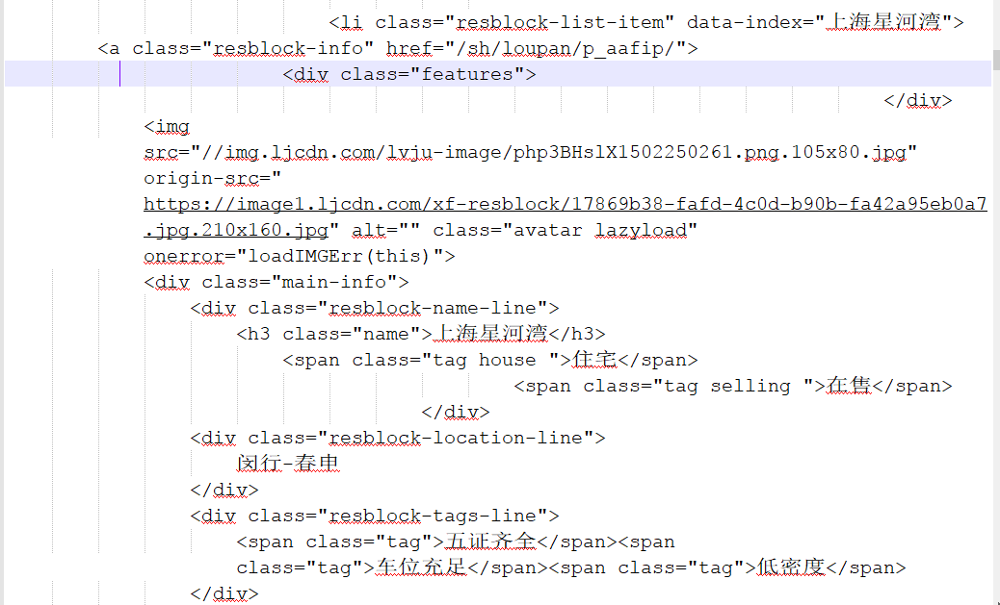 <li class="resblock-list-item" data-index="上海星河湾">
<a class="resblock-info" href="/sh/loupan/p_aafip/">
<div class="features">
</div>
<img
src="//img.ljcdn.com/lvju-image/php3BHslX1502250261.png.105x80.jpg"
origin-src="
https://image1.ljcdn.com/xf-resblock/17869b38-fafd-4c0d-b90b-fa42a95eb0a7
.jpg.210x160.jpg" alt="" class="avatar lazyload"
onerror="loadIMGErr(this)">
<div class="main-info">
<div class="resblock-name-line">
<h3 class="name">上海星河湾</h3>
<span class="tag house ">住宅</span>
<span class="tag selling ">在售</span>
</div>
<div class="resblock-location-line">
闵行-春申
</div>
<div class="resblock-tags-line">
<span class="tag">五证齐全</span><span
class="tag">车位充足</span><span class="tag">低密度</span>
</div>